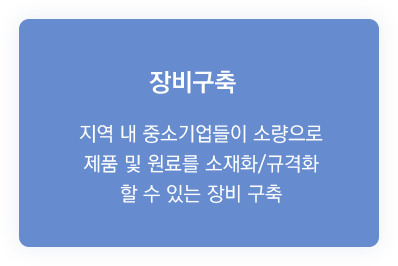 장비구축
지역 내 중소기업들이 소량으로
제품 및 원료를 소재화/규격화
할 수 있는 장비 구축